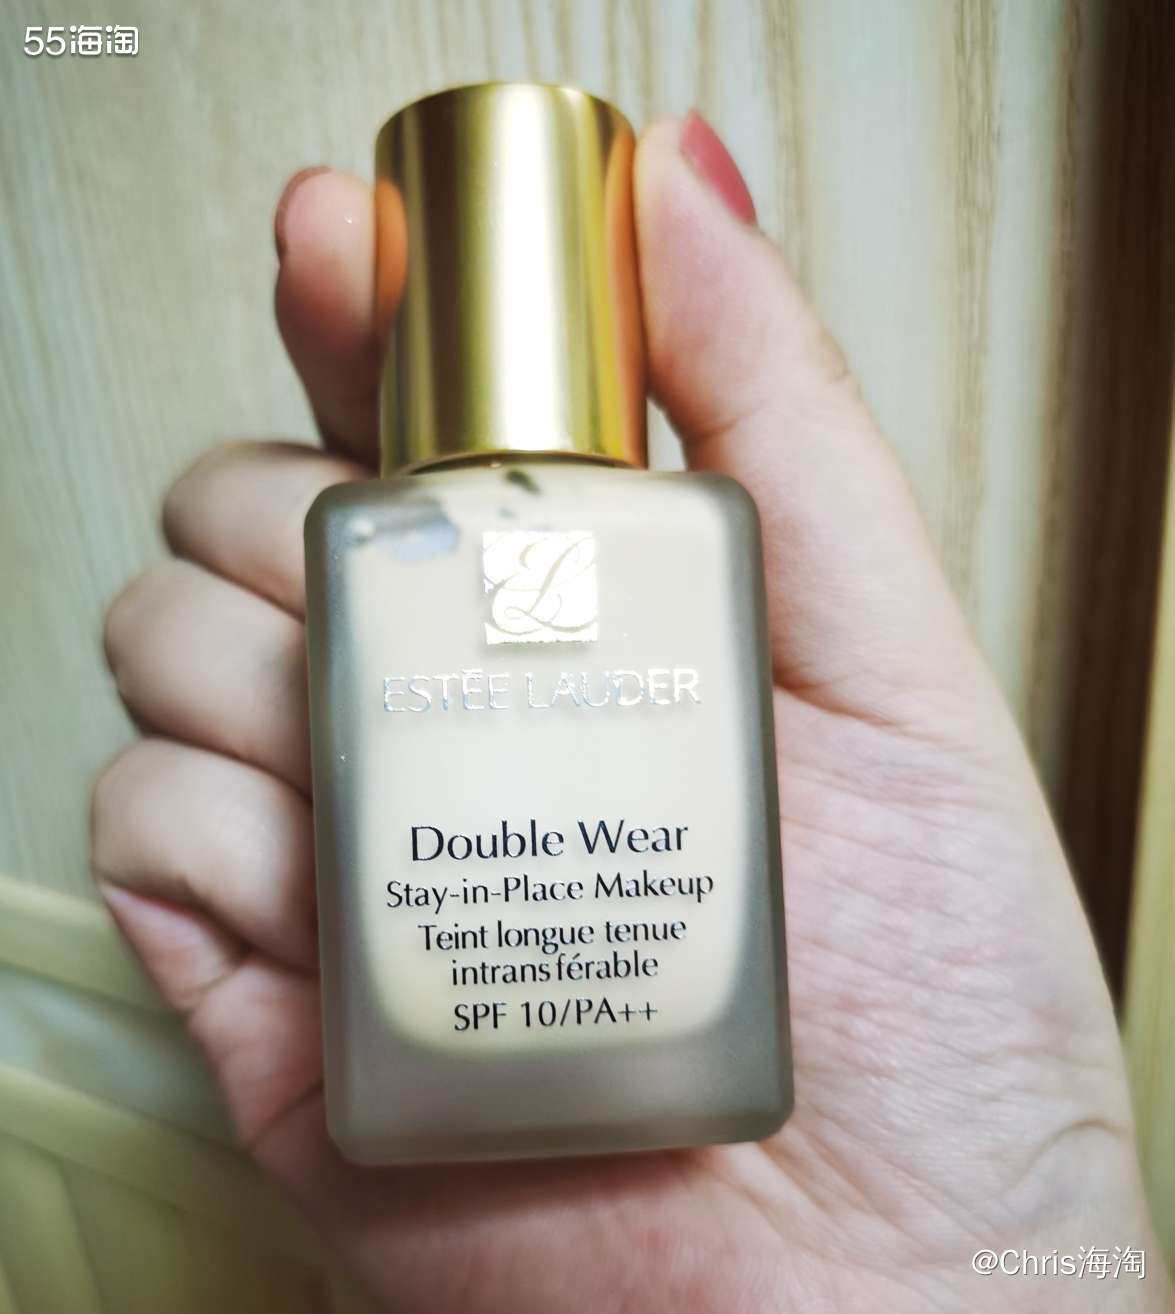 55海淘
EL
ESTĒE LAUDER
Double Wear
Stay-in-Place Makeup
Teint longue tenue
intransférable
SPF 10/PA++
@Chris海淘